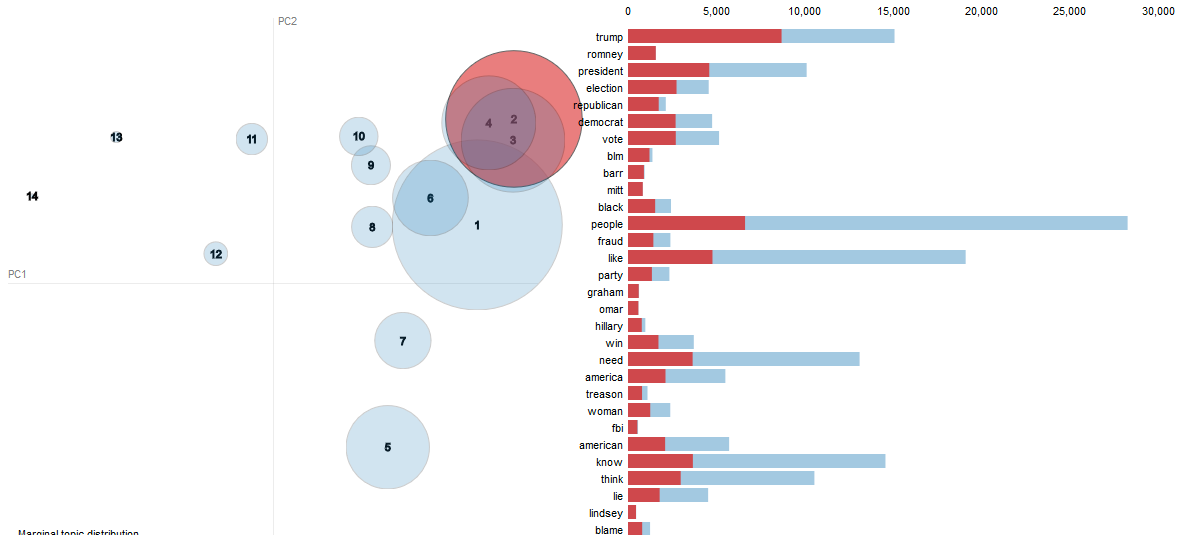 PC2
PC1
1
2
3
4
5
6
7
8
9
10
11
12
13
14
Marginal topic distribution
0 5,000 10,000 15,000 20,000 25,000 30,000
trump
romney
president
election
republican
democrat
vote
blm
barr
mitt
black
people
fraud
like
party
graham
omar
hillary
win
need
america
treason
woman
fbi
american
know
think
lie
lindsey
blame